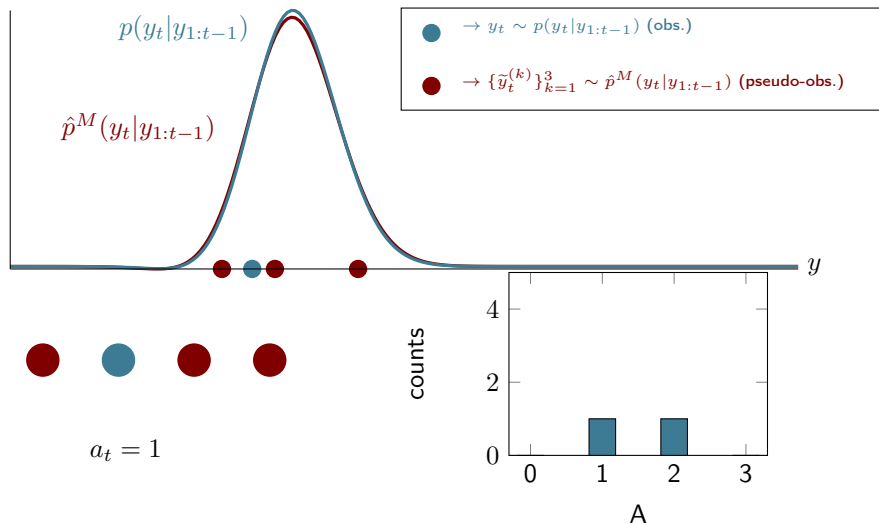 p(y_t|y_{1:t−1})
→ y_t ∼ p(y_t|y_{1:t−1}) (obs.)
→ {ỹ_t^{(k)}}_{k=1}^3 ∼ p̂^M(y_t|y_{1:t−1}) (pseudo-obs.)
p̂^M(y_t|y_{1:t−1})
y
4
2
0
counts
0 1 2 3
A
a_t = 1